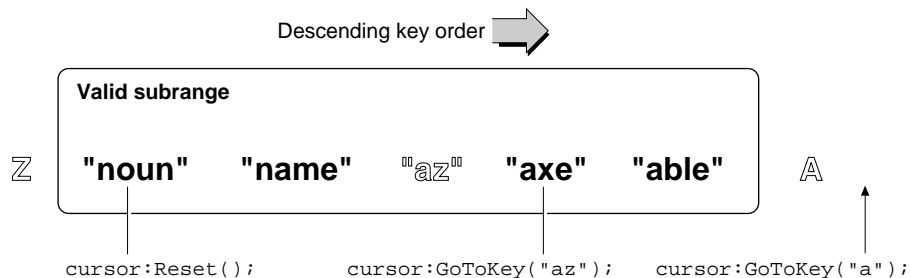 Descending key order
Valid subrange
Z "noun" "name" "az" "axe" "able" A
cursor:Reset(); cursor:GoToKey("az"); cursor:GoToKey("a");